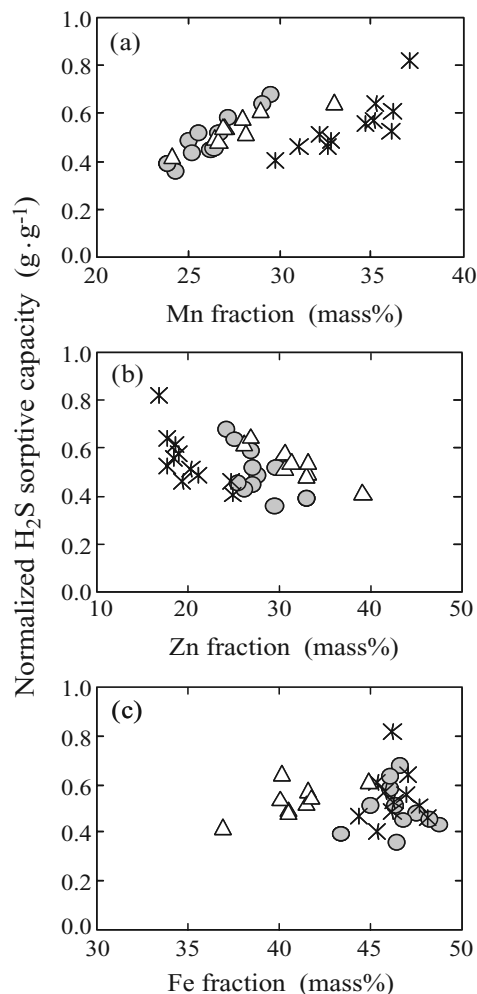 Normalized H₂S sorptive capacity (g·g⁻¹)
(a)
1.0
0.8
0.6
0.4
0.2
0.0
20 25 30 35 40
Mn fraction (mass%)
(b)
1.0
0.8
0.6
0.4
0.2
0.0
10 20 30 40 50
Zn fraction (mass%)
(c)
1.0
0.8
0.6
0.4
0.2
0.0
30 35 40 45 50
Fe fraction (mass%)